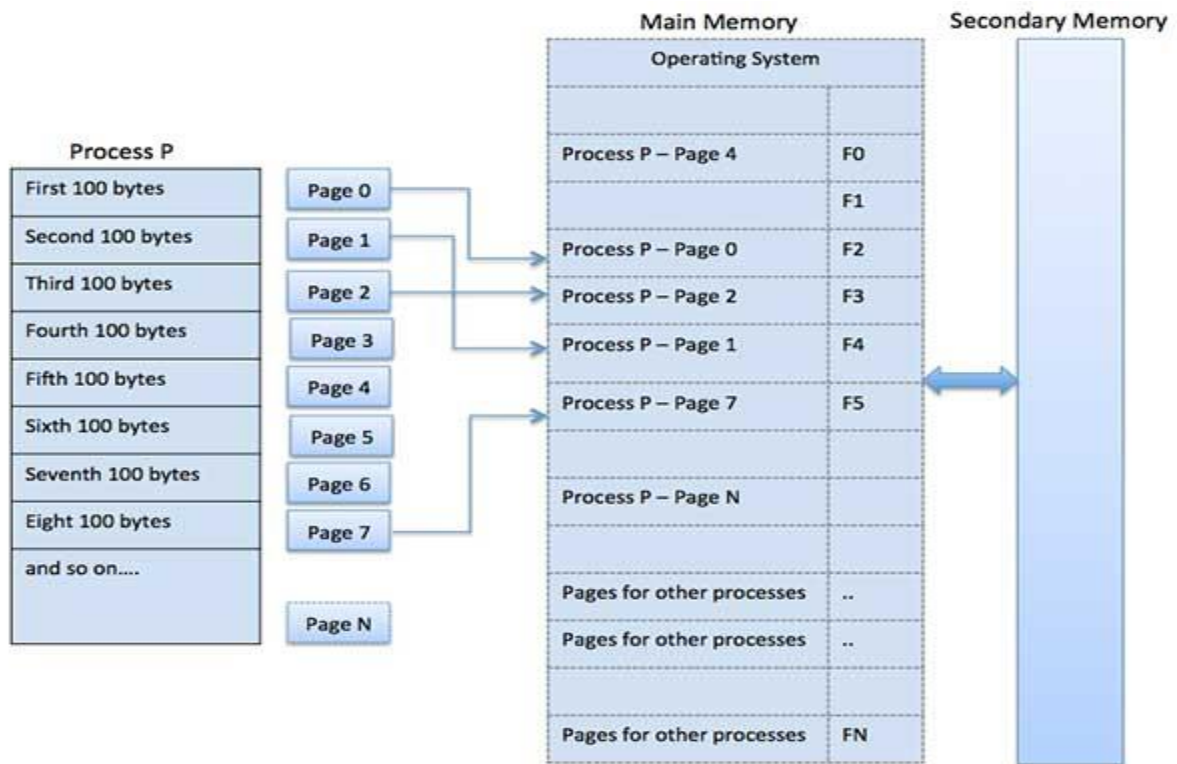 Main Memory
Secondary Memory
Operating System
Process P
First 100 bytes
Second 100 bytes
Third 100 bytes
Fourth 100 bytes
Fifth 100 bytes
Sixth 100 bytes
Seventh 100 bytes
Eight 100 bytes
and so on....
Page 0
Page 1
Page 2
Page 3
Page 4
Page 5
Page 6
Page 7
Page N
Process P – Page 4 F0
F1
Process P – Page 0 F2
Process P – Page 2 F3
Process P – Page 1 F4
Process P – Page 7 F5
Process P – Page N
Pages for other processes ..
Pages for other processes ..
Pages for other processes FN